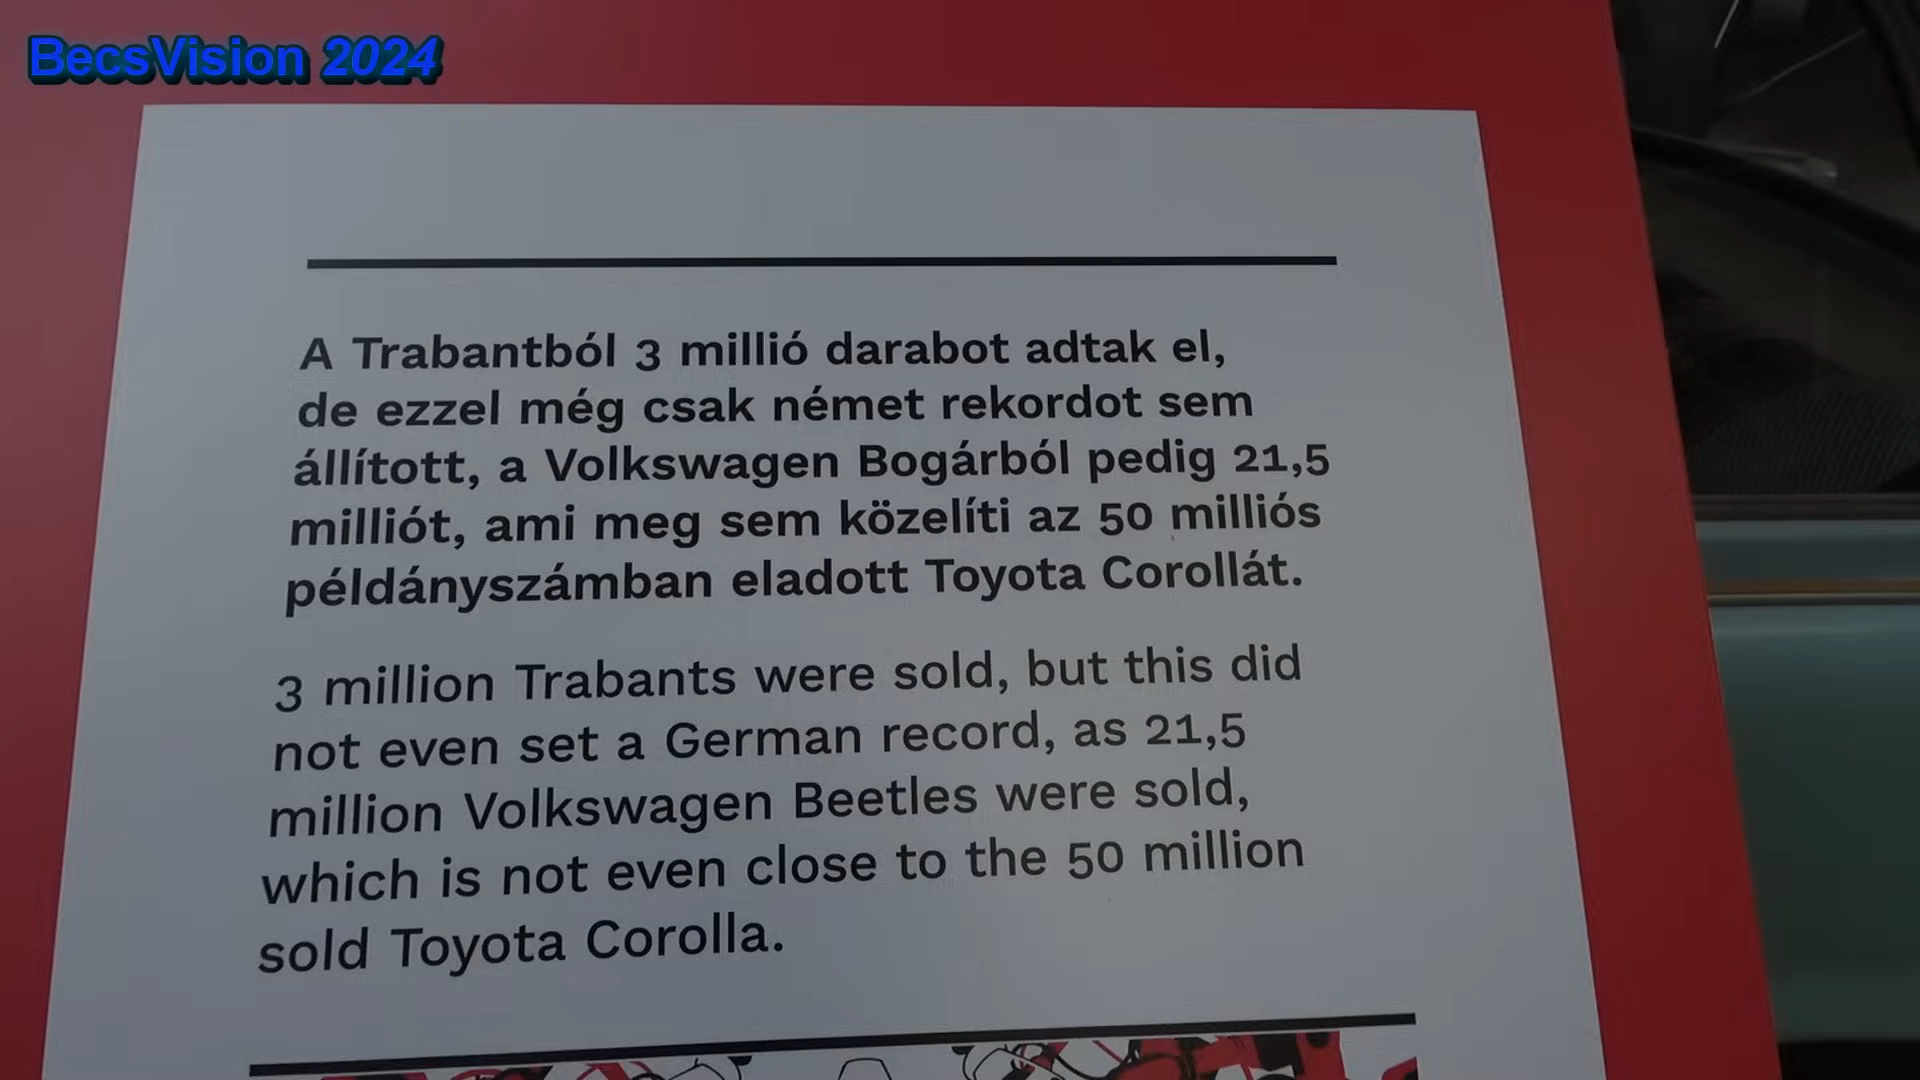 BecsVision 2024
A Trabantból 3 millió darabot adtak el,
de ezzel még csak német rekordot sem
állított, a Volkswagen Bogárból pedig 21,5
milliót, ami meg sem közelíti az 50 milliós
példányszámban eladott Toyota Corollát.
3 million Trabants were sold, but this did
not even set a German record, as 21,5
million Volkswagen Beetles were sold,
which is not even close to the 50 million
sold Toyota Corolla.